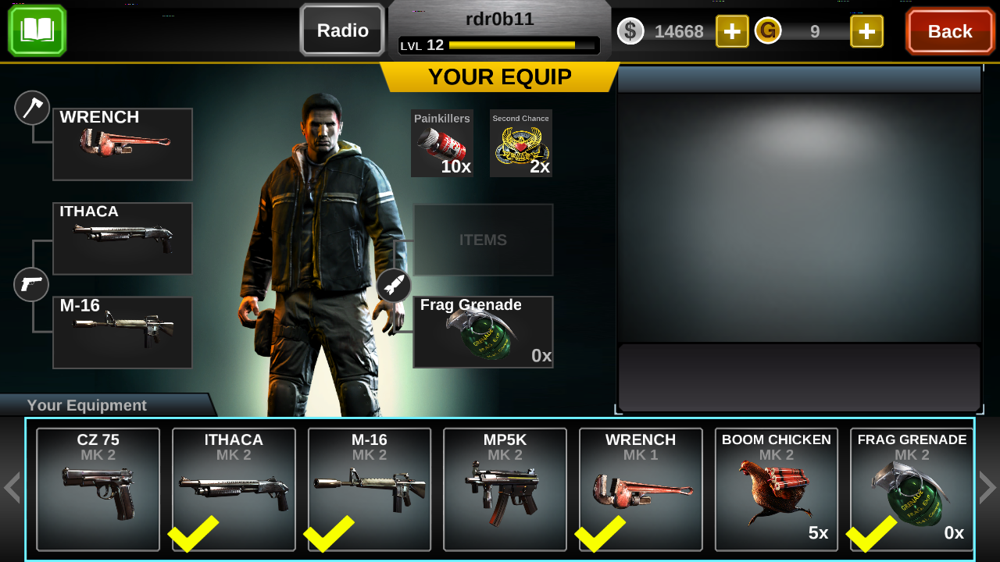 Radio
rdr0b11
LVL 12
$ 14668
G 9
Back
YOUR EQUIP
WRENCH
Painkillers
10x
Second Chance
2x
ITHACA
ITEMS
M-16
Frag Grenade
0x
Your Equipment
CZ 75
MK 2
ITHACA
MK 2
M-16
MK 2
MP5K
MK 2
WRENCH
MK 1
BOOM CHICKEN
MK 2
5x
FRAG GRENADE
MK 2
GRENADE
0x